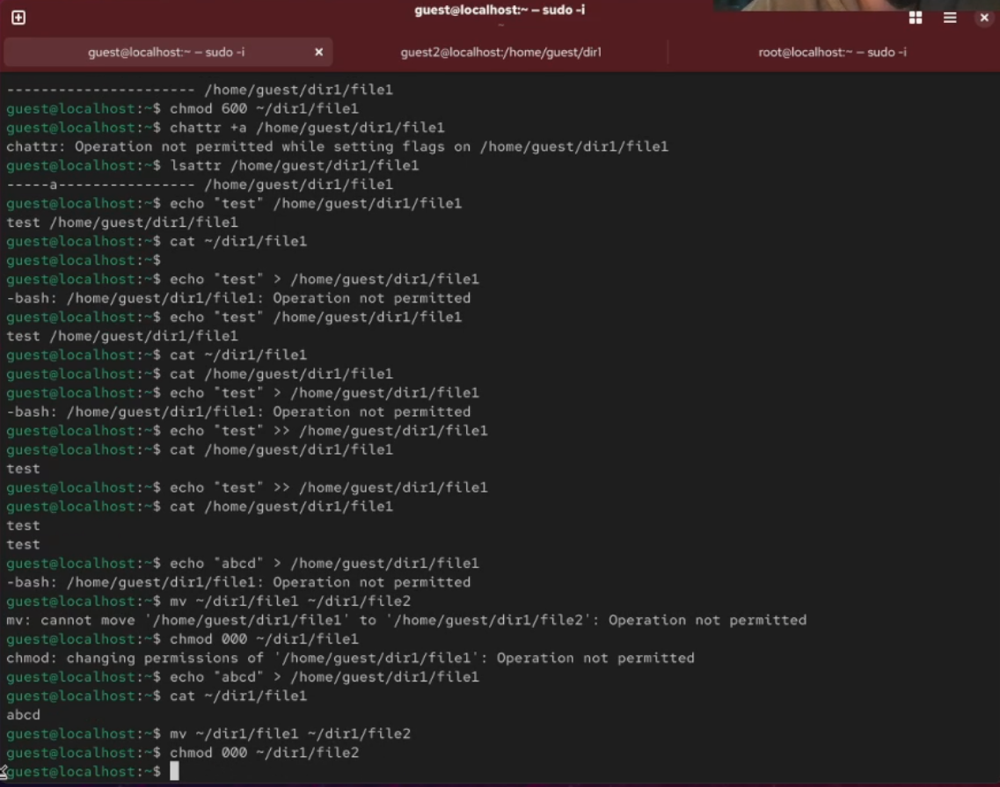 guest@localhost:~ — sudo -i
~
guest@localhost:~ — sudo -i
guest2@localhost:/home/guest/dir1
root@localhost:~ — sudo -i
---------------------- /home/guest/dir1/file1
guest@localhost:~$ chmod 600 ~/dir1/file1
guest@localhost:~$ chattr +a /home/guest/dir1/file1
chattr: Operation not permitted while setting flags on /home/guest/dir1/file1
guest@localhost:~$ lsattr /home/guest/dir1/file1
-----a---------------- /home/guest/dir1/file1
guest@localhost:~$ echo "test" /home/guest/dir1/file1
test /home/guest/dir1/file1
guest@localhost:~$ cat ~/dir1/file1
guest@localhost:~$
guest@localhost:~$ echo "test" > /home/guest/dir1/file1
-bash: /home/guest/dir1/file1: Operation not permitted
guest@localhost:~$ echo "test" /home/guest/dir1/file1
test /home/guest/dir1/file1
guest@localhost:~$ cat ~/dir1/file1
guest@localhost:~$ cat /home/guest/dir1/file1
guest@localhost:~$ echo "test" > /home/guest/dir1/file1
-bash: /home/guest/dir1/file1: Operation not permitted
guest@localhost:~$ echo "test" >> /home/guest/dir1/file1
guest@localhost:~$ cat /home/guest/dir1/file1
test
guest@localhost:~$ echo "test" >> /home/guest/dir1/file1
guest@localhost:~$ cat /home/guest/dir1/file1
test
test
guest@localhost:~$ echo "abcd" > /home/guest/dir1/file1
-bash: /home/guest/dir1/file1: Operation not permitted
guest@localhost:~$ mv ~/dir1/file1 ~/dir1/file2
mv: cannot move '/home/guest/dir1/file1' to '/home/guest/dir1/file2': Operation not permitted
guest@localhost:~$ chmod 000 ~/dir1/file1
chmod: changing permissions of '/home/guest/dir1/file1': Operation not permitted
guest@localhost:~$ echo "abcd" > /home/guest/dir1/file1
guest@localhost:~$ cat ~/dir1/file1
abcd
guest@localhost:~$ mv ~/dir1/file1 ~/dir1/file2
guest@localhost:~$ chmod 000 ~/dir1/file2
guest@localhost:~$